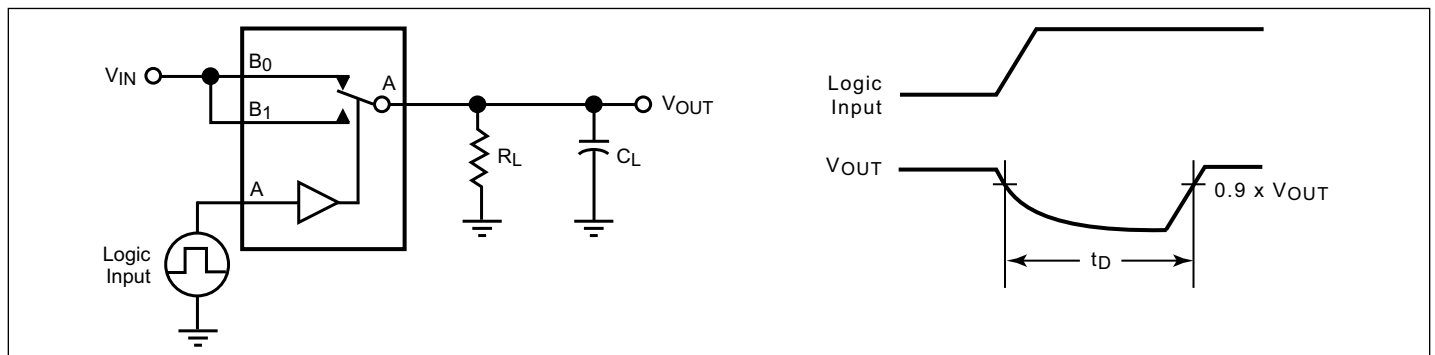 VIN
B0
B1
A
A
Logic
Input
RL
CL
VOUT
Logic
Input
VOUT
0.9 x VOUT
tD